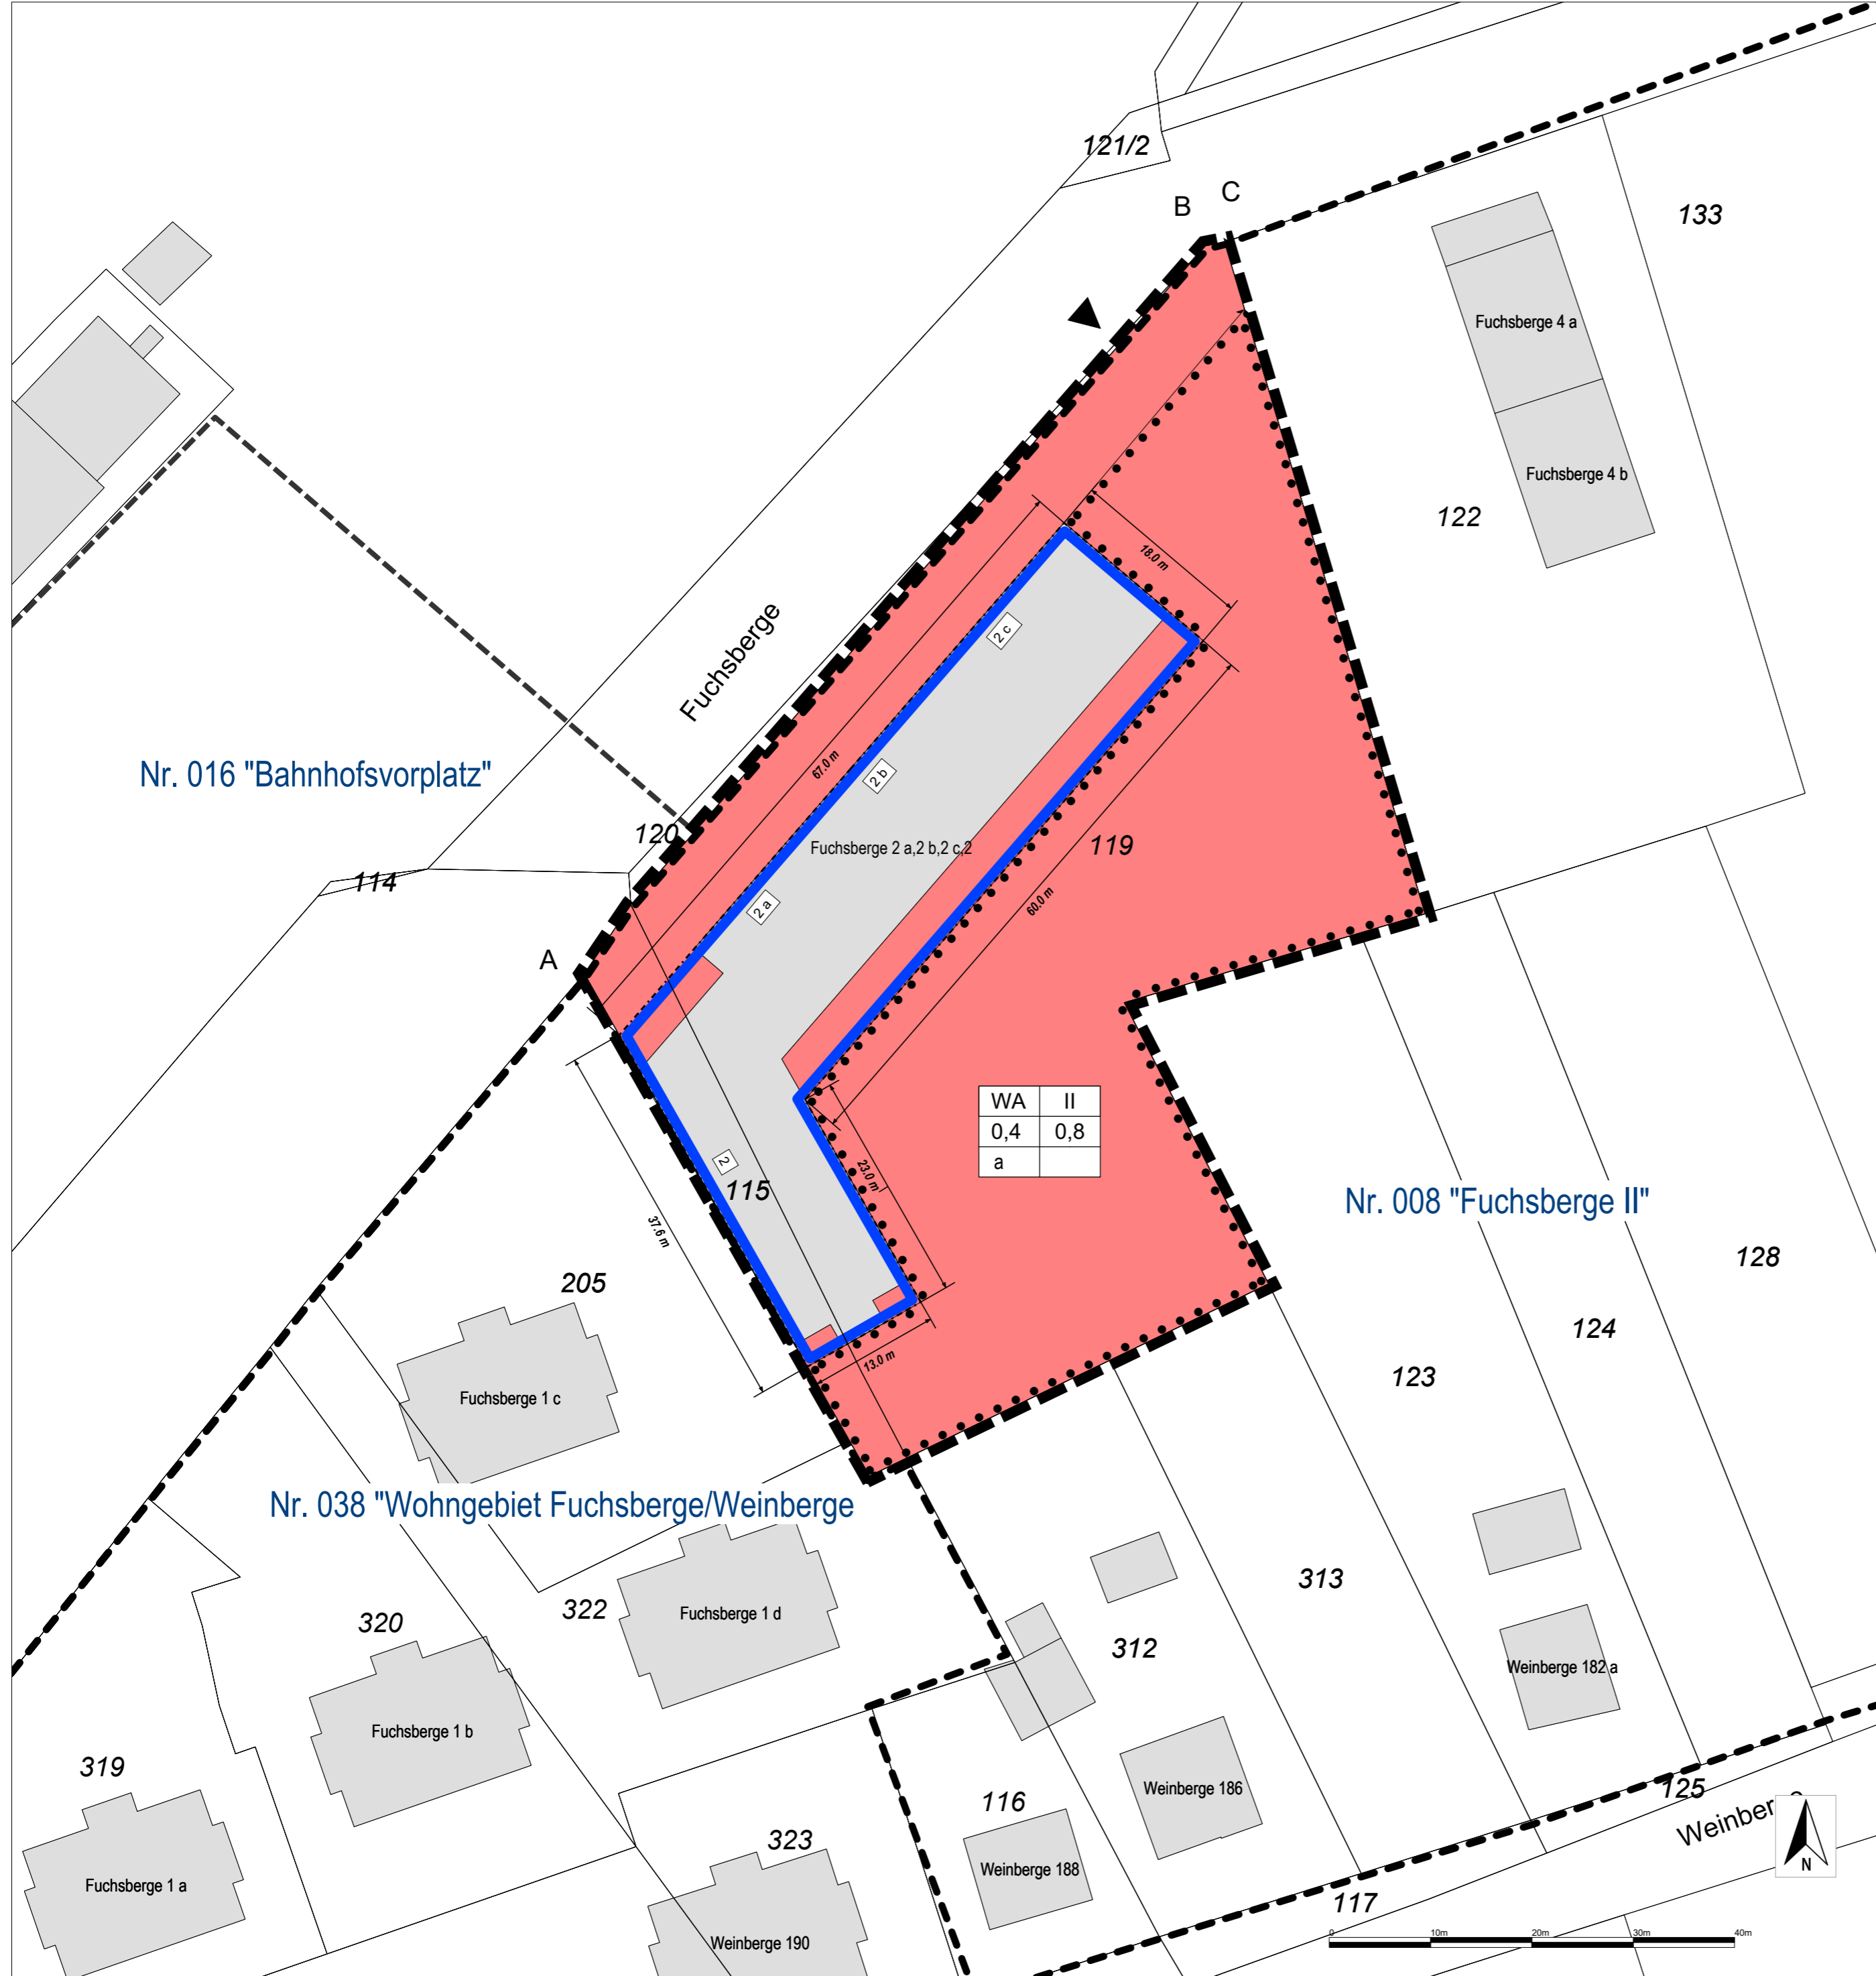 121/2
B C
133
Fuchsberge 4 a
Fuchsberge 4 b
122
18.0 m
2 c
Fuchsberge
67.0 m
2 b
Nr. 016 "Bahnhofsvorplatz"
120
Fuchsberge 2 a,2 b,2 c,2
119
114
2 a
60.0 m
A
WA II
0,4 0,8
a
2
23.0 m
115
Nr. 008 "Fuchsberge II"
37.6 m
128
205
124
13.0 m
123
Fuchsberge 1 c
Nr. 038 "Wohngebiet Fuchsberge/Weinberge
313
322
Fuchsberge 1 d
320
312
Weinberge 182 a
Fuchsberge 1 b
319
125
Weinberge 186
116
323
Weinberge 188
Fuchsberge 1 a
N
117
Weinberge 190
0 10m 20m 30m 40m